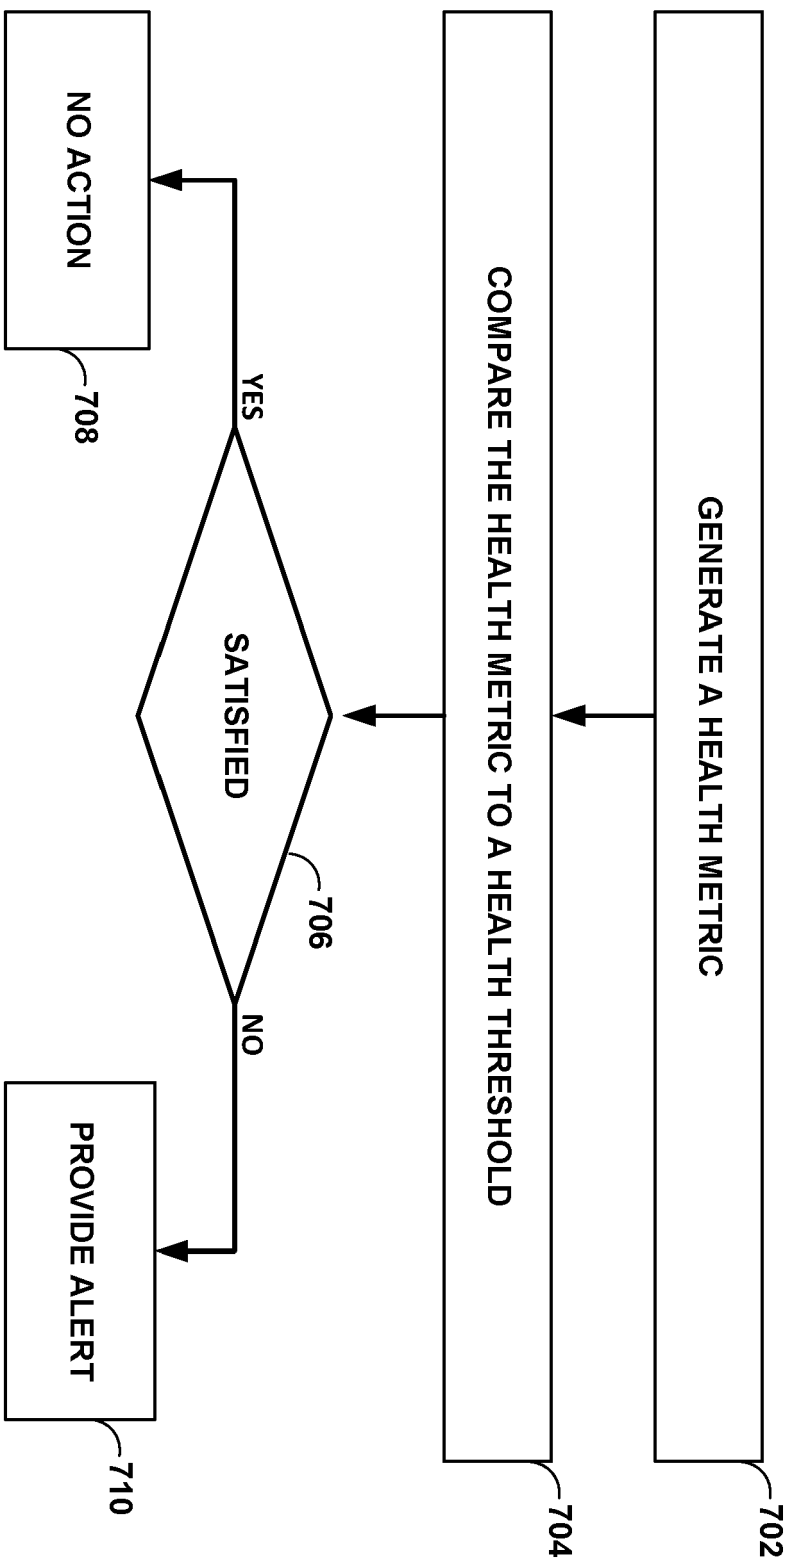 GENERATE A HEALTH METRIC
702
COMPARE THE HEALTH METRIC TO A HEALTH THRESHOLD
704
SATISFIED
706
YES
NO
NO ACTION
708
PROVIDE ALERT
710